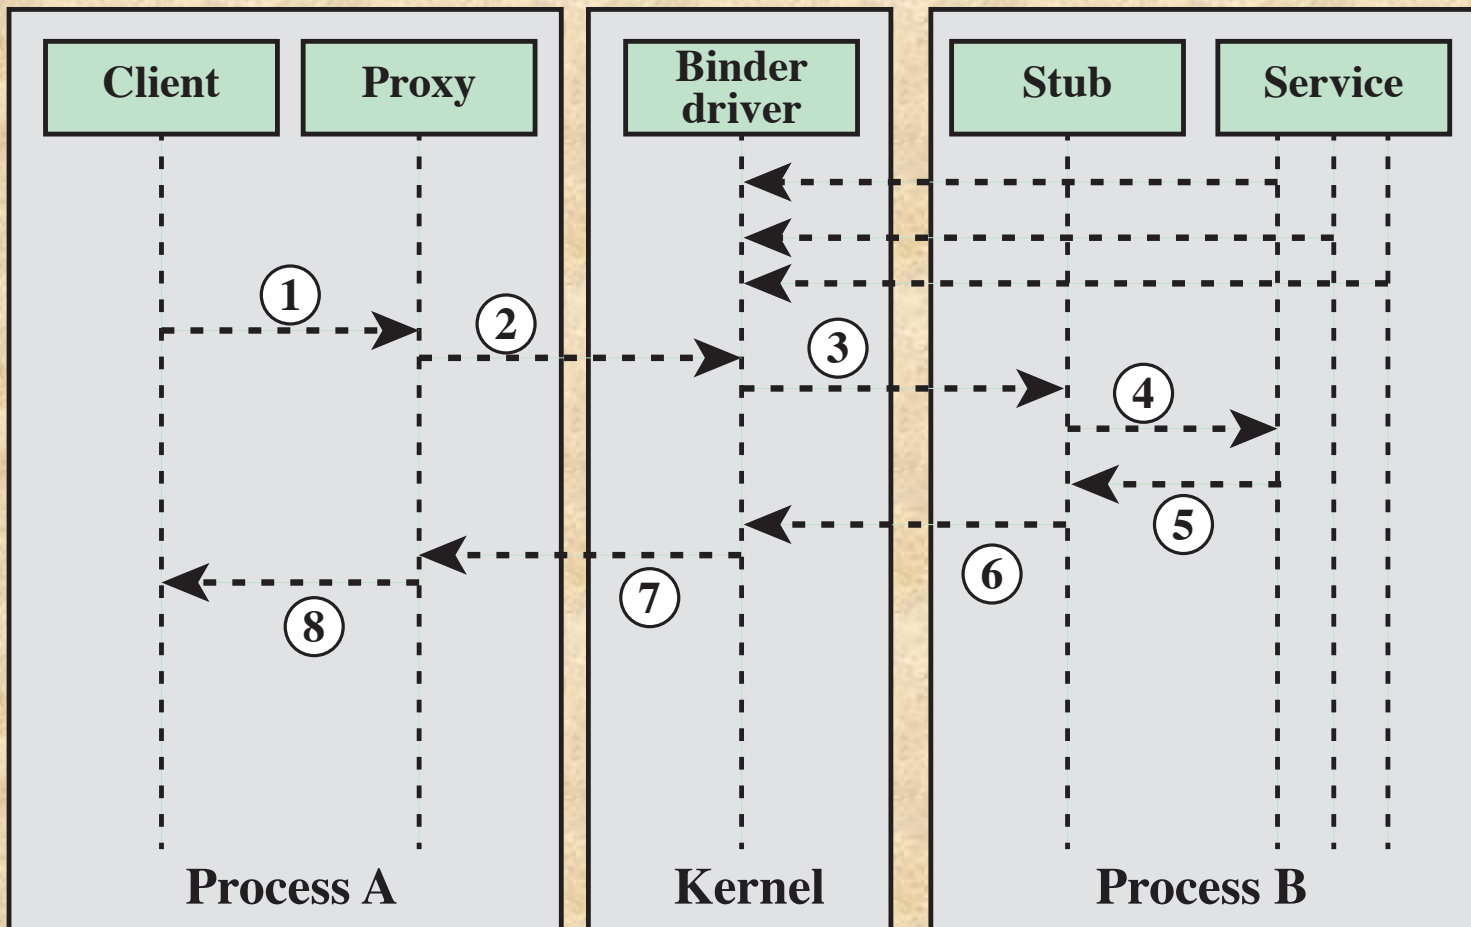 Client
Proxy
Binder
driver
Stub
Service
1
2
3
4
5
6
7
8
Process A
Kernel
Process B